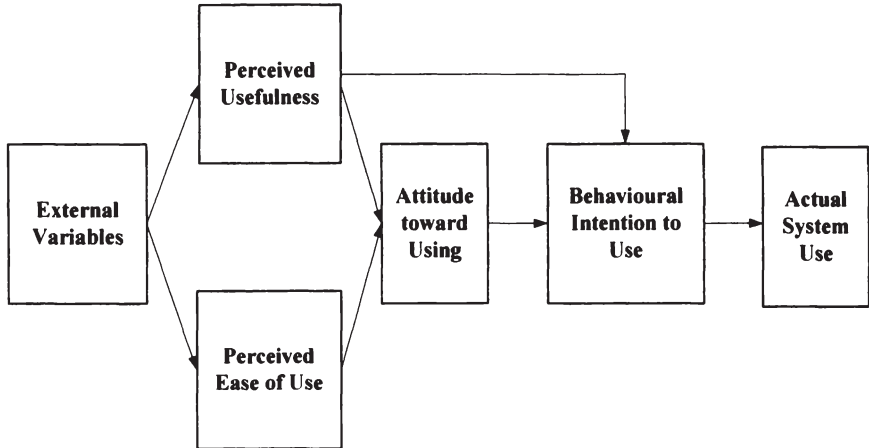 External
Variables
Perceived
Usefulness
Perceived
Ease of Use
Attitude
toward
Using
Behavioural
Intention to
Use
Actual
System
Use